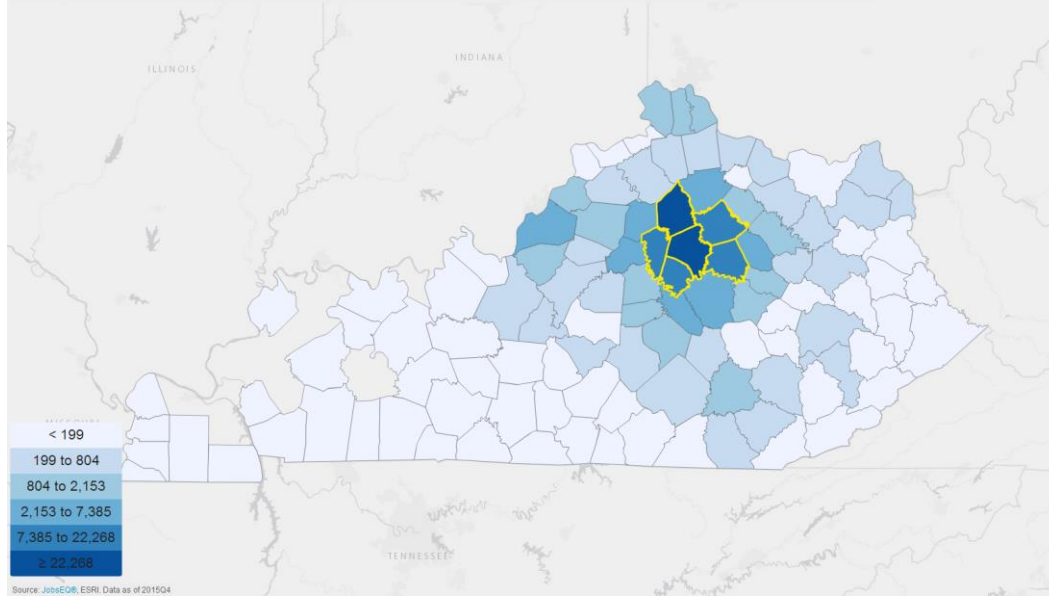 INDIANA
ILLINOIS
MISSOURI
< 199
199 to 804
804 to 2,153
2,153 to 7,385
7,385 to 22,268
≥ 22,268
TENNESSEE
Source: JobsEQ®, ESRI, Data as of 2015Q4